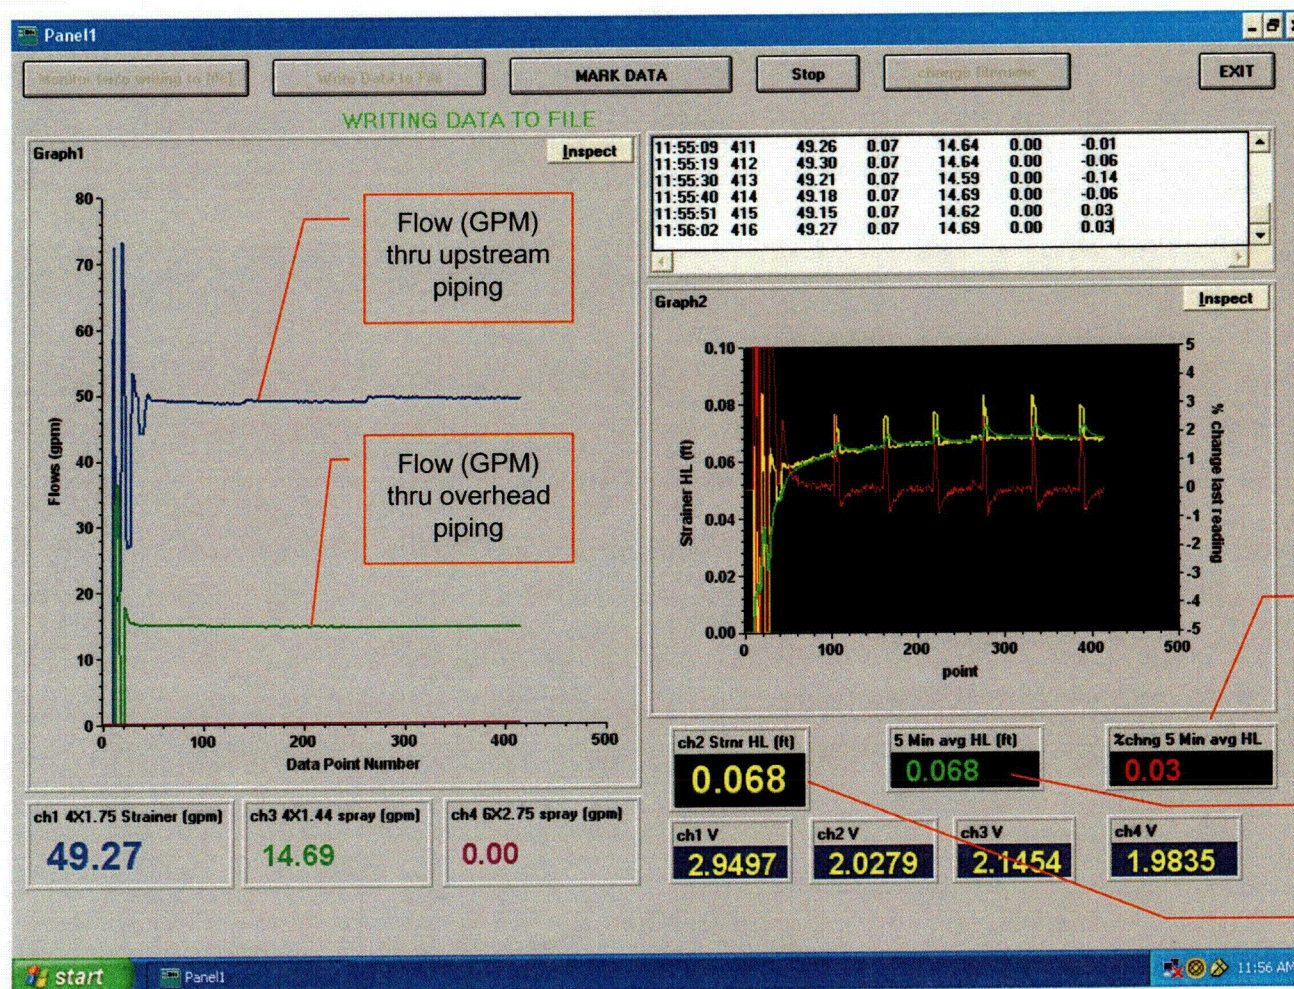 Panel1
Monitor (w/o writing to file) Write Data to File MARK DATA Stop change filename EXIT
WRITING DATA TO FILE
Graph1 Inspect
80
70
60
50
40
30
20
10
0
Flows (gpm)
0 100 200 300 400 500
Data Point Number
Flow (GPM)
thru upstream
piping
Flow (GPM)
thru overhead
piping
11:55:09 411 49.26 0.07 14.64 0.00 -0.01
11:55:19 412 49.30 0.07 14.64 0.00 -0.06
11:55:30 413 49.21 0.07 14.59 0.00 -0.14
11:55:40 414 49.18 0.07 14.69 0.00 -0.06
11:55:51 415 49.15 0.07 14.62 0.00 0.03
11:56:02 416 49.27 0.07 14.69 0.00 0.03
Graph2 Inspect
0.10
0.08
0.06
0.04
0.02
0.00
Strainer HL (ft)
5
4
3
2
1
0
-1
-2
-3
-4
-5
% change last reading
0 100 200 300 400 500
point
ch2 Strnr HL (ft)
0.068
5 Min avg HL (ft)
0.068
%chng 5 Min avg HL
0.03
ch1 4X1.75 Strainer (gpm)
49.27
ch3 4X1.44 spray (gpm)
14.69
ch4 6X2.75 spray (gpm)
0.00
ch1 V
2.9497
ch2 V
2.0279
ch3 V
2.1454
ch4 V
1.9835
start Panel1 11:56 AM